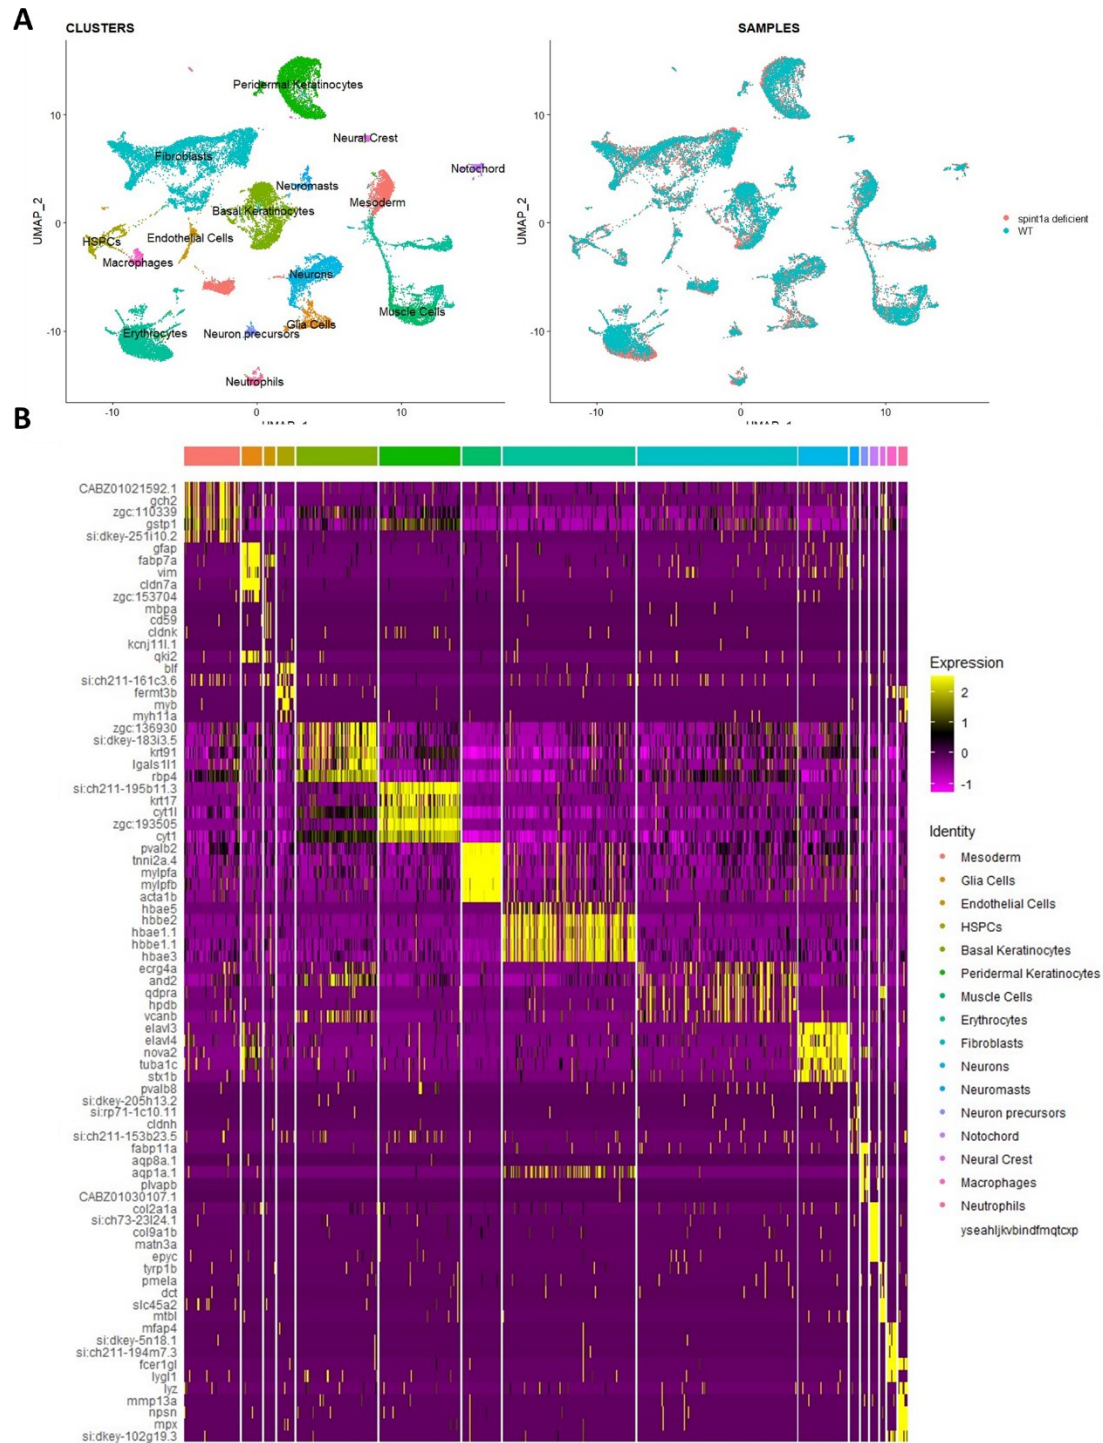 A
CLUSTERS
SAMPLES
Peridermal Keratinocytes
Neural Crest
Fibroblasts
Notochord
Neuromasts
Mesoderm
Basal Keratinocytes
HSPCs
Endothelial Cells
Macrophages
Neurons
Muscle Cells
Glia Cells
Erythrocytes
Neuron precursors
Neutrophils
UMAP_2
10
0
-10
-10
0
10
UMAP_1
UMAP_2
10
0
-10
-10
0
10
UMAP_1
spint1a deficient
WT
B
CABZ01021592.1
gch2
zgc:110339
gstp1
si:dkey-251i10.2
gfap
fabp7a
vim
cldn7a
zgc:153704
mbpa
cd59
cldnk
kcnj11l.1
qki2
blf
si:ch211-161c3.6
fermt3b
myb
myh11a
zgc:136930
si:dkey-183i3.5
krt91
lgals1l1
rbp4
si:ch211-195b11.3
krt17
cyt1l
zgc:193505
cyt1
pvalb2
tnni2a.4
mylpfa
mylpfb
acta1b
hbae5
hbbe2
hbae1.1
hbbe1.1
hbae3
ecrg4a
and2
qdpra
hpdb
vcanb
elavl3
elavl4
nova2
tuba1c
stx1b
pvalb8
si:dkey-205h13.2
si:rp71-1c10.11
cldnh
si:ch211-153b23.5
fabp11a
aqp8a.1
aqp1a.1
plvapb
CABZ01030107.1
col2a1a
si:ch73-23l24.1
col9a1b
matn3a
epyc
tyrp1b
pmela
dct
slc45a2
mtbl
mfap4
si:dkey-5n18.1
si:ch211-194m7.3
fcer1gl
lygl1
lyz
mmp13a
npsn
mpx
si:dkey-102g19.3
Expression
2
1
0
-1
Identity
Mesoderm
Glia Cells
Endothelial Cells
HSPCs
Basal Keratinocytes
Peridermal Keratinocytes
Muscle Cells
Erythrocytes
Fibroblasts
Neurons
Neuromasts
Neuron precursors
Notochord
Neural Crest
Macrophages
Neutrophils
yseahljkvbindfmqtcxp